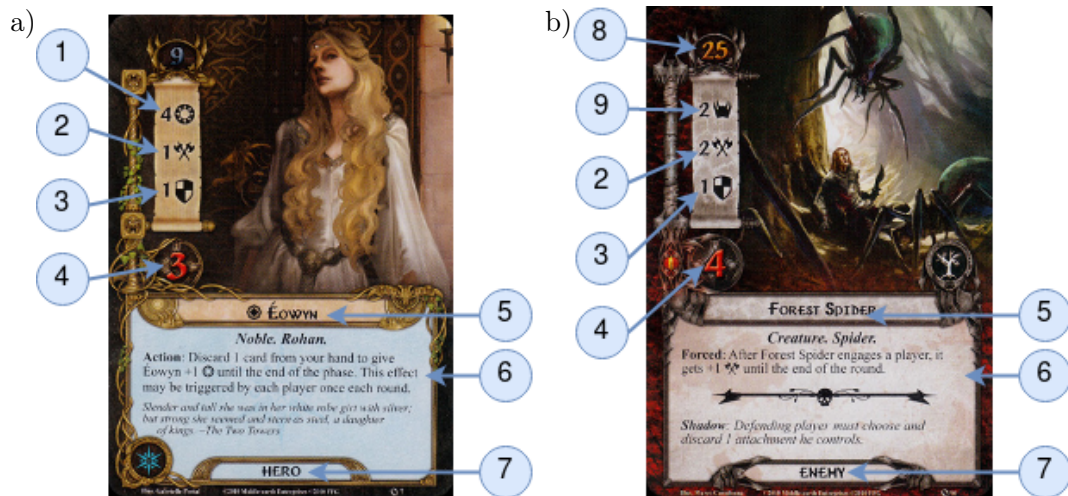 a)
1
2
3
4
9
4
1
1
3
ÉOWYN
Noble. Rohan.
Action: Discard 1 card from your hand to give
Éowyn +1 until the end of the phase. This effect
may be triggered by each player once each round.
Slender and tall she was in her white robe girt with silver;
but strong she seemed and stern as steel, a daughter
of kings. –The Two Towers
HERO
5
6
7
b)
8
9
2
3
4
25
2
2
1
4
FOREST SPIDER
Creature. Spider.
Forced: After Forest Spider engages a player, it
gets +1 until the end of the round.
Shadow: Defending player must choose and
discard 1 attachment he controls.
ENEMY
5
6
7